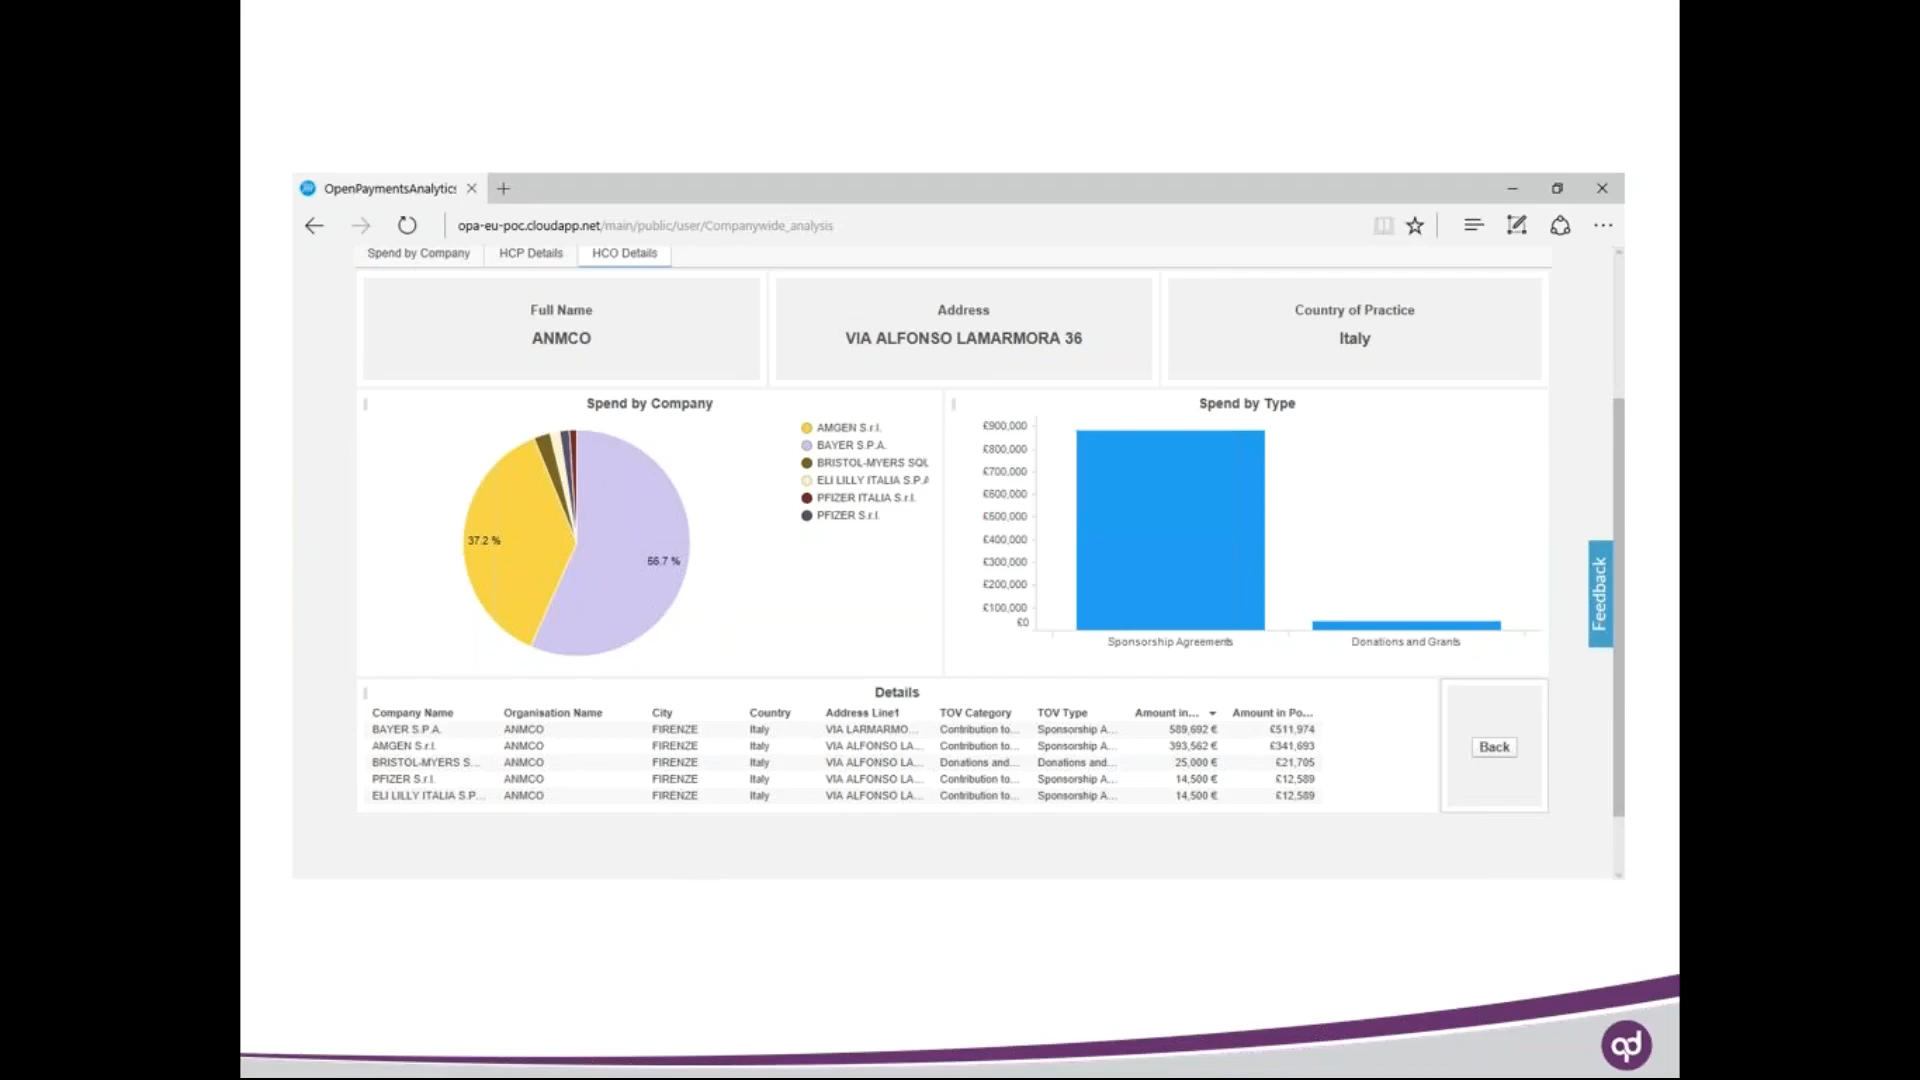 OpenPaymentsAnalytics
opa-eu-poc.cloudapp.net/main/public/user/Companywide_analysis
Spend by Company HCP Details HCO Details
Full Name
ANMCO
Address
VIA ALFONSO LAMARMORA 36
Country of Practice
Italy
Spend by Company
37.2 %
56.7 %
AMGEN S.r.l.
BAYER S.P.A.
BRISTOL-MYERS SQU
ELI LILLY ITALIA S.P.A
PFIZER ITALIA S.r.l.
PFIZER S.r.l.
Spend by Type
£900,000
£800,000
£700,000
£600,000
£500,000
£400,000
£300,000
£200,000
£100,000
£0
Sponsorship Agreements Donations and Grants
Feedback
Details
Company Name Organisation Name City Country Address Line1 TOV Category TOV Type Amount in... Amount in Po...
BAYER S.P.A. ANMCO FIRENZE Italy VIA LARMARMO... Contribution to... Sponsorship A... 589,692 € £511,974
AMGEN S.r.l. ANMCO FIRENZE Italy VIA ALFONSO LA... Contribution to... Sponsorship A... 393,562 € £341,693
BRISTOL-MYERS S... ANMCO FIRENZE Italy VIA ALFONSO LA... Donations and... Donations and... 25,000 € £21,705
PFIZER S.r.l. ANMCO FIRENZE Italy VIA ALFONSO LA... Contribution to... Sponsorship A... 14,500 € £12,589
ELI LILLY ITALIA S.P... ANMCO FIRENZE Italy VIA ALFONSO LA... Contribution to... Sponsorship A... 14,500 € £12,589
Back
qd